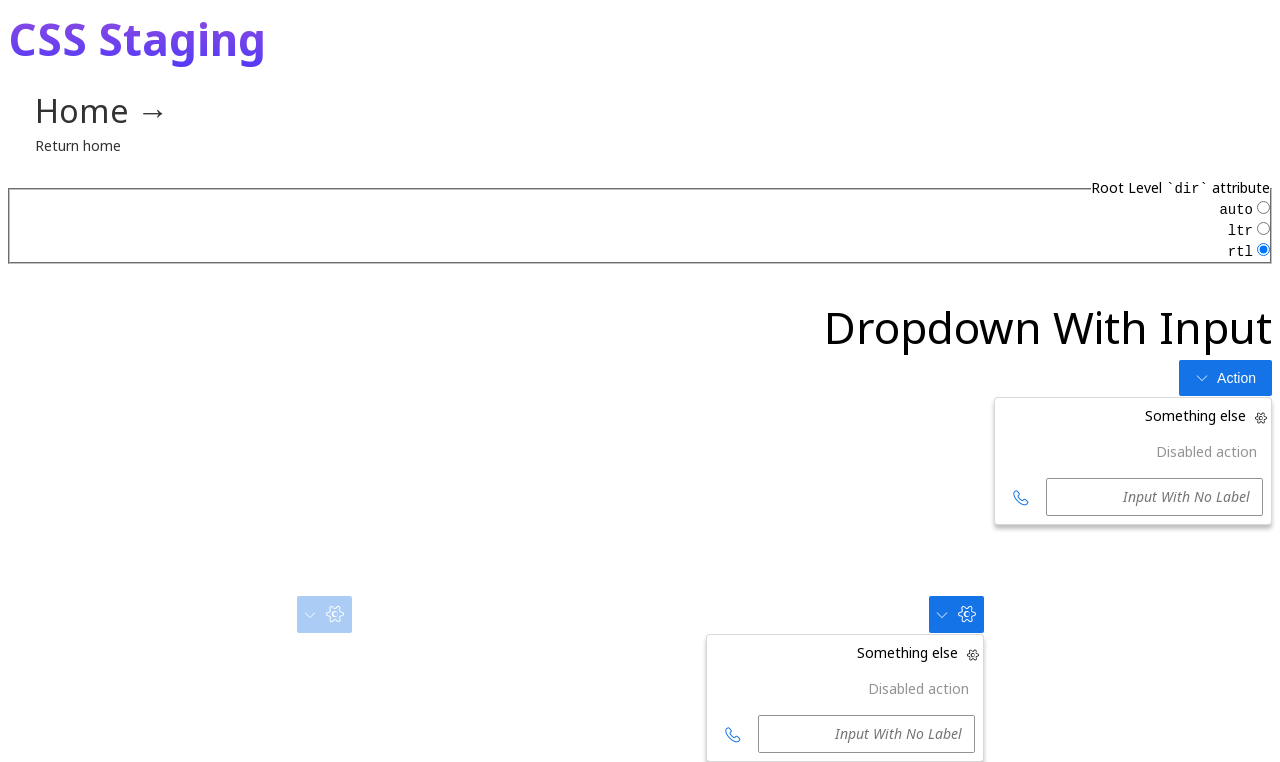 CSS Staging
Home →
Return home
Root Level `dir` attribute
auto
ltr
rtl
Dropdown With Input
Action
Something else
Disabled action
Input With No Label
Something else
Disabled action
Input With No Label